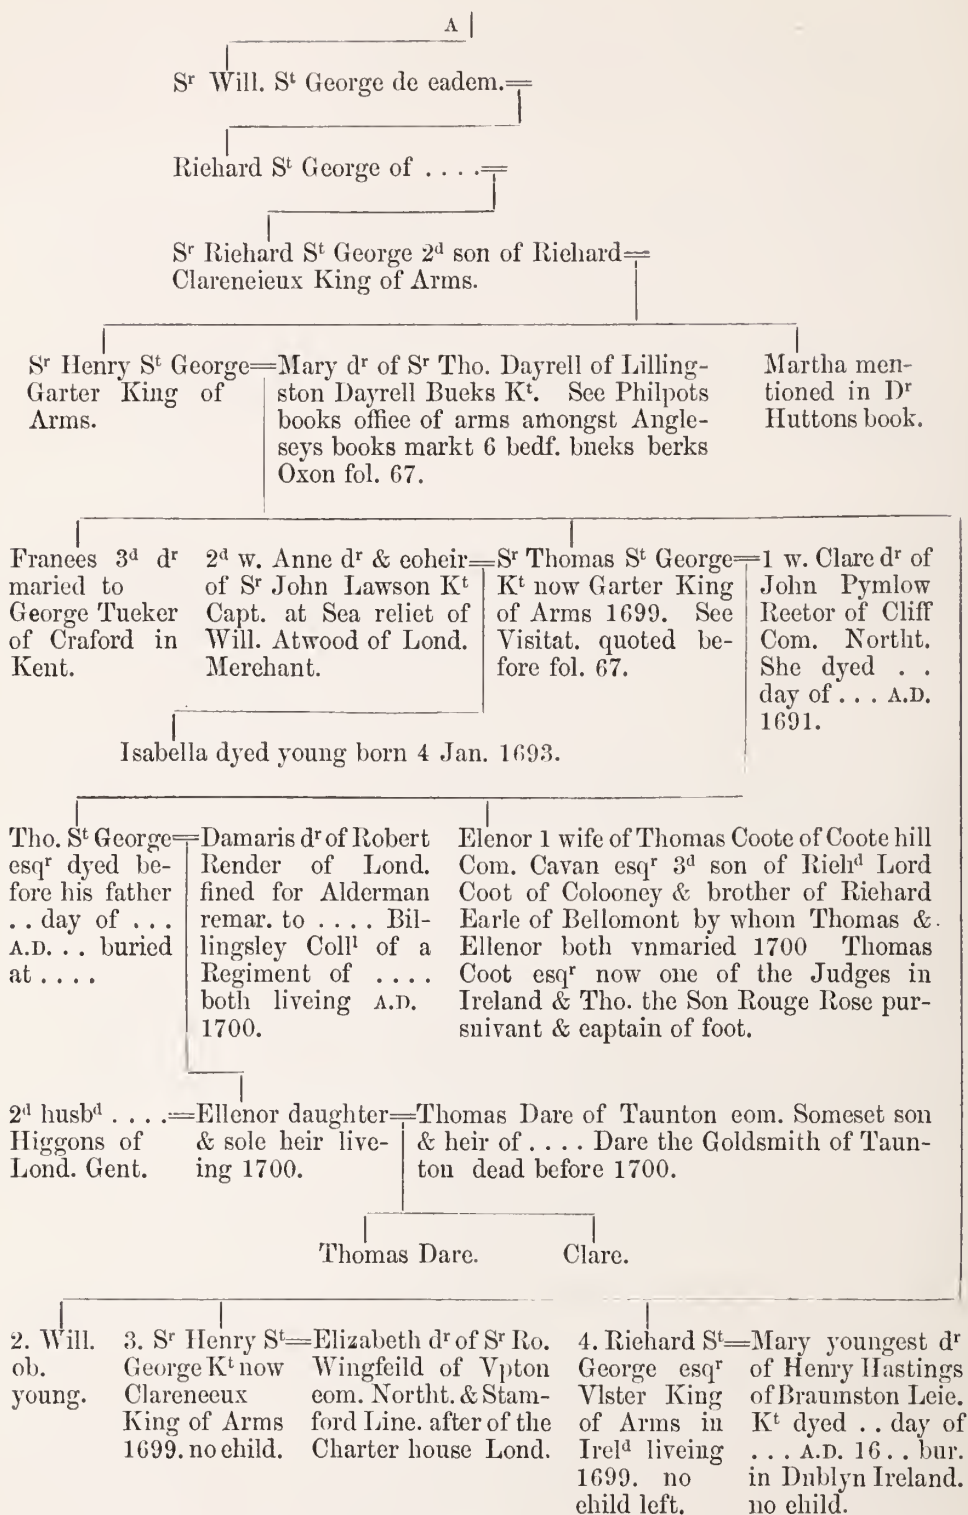 A
Sr Will. St George de eadem.=
Richard St George of . . . .=
Sr Richard St George 2d son of Richard=
Clarencieux King of Arms.
Sr Henry St George=
Garter King of
Arms.
Mary dr of Sr Tho. Dayrell of Lilling-
ston Dayrell Bucks Kt. See Philpots
books office of arms amongst Angle-
seys books markt 6 bedf. bucks berks
Oxon fol. 67.
Martha men-
tioned in Dr
Huttons book.
Frances 3d dr
maried to
George Tucker
of Craford in
Kent.
2d w. Anne dr & coheir=
of Sr John Lawson Kt
Capt. at Sea relict of
Will. Atwood of Lond.
Merchant.
Sr Thomas St George=
Kt now Garter King
of Arms 1699. See
Visitat. quoted be-
fore fol. 67.
1 w. Clare dr of
John Pymlow
Rector of Cliff
Com. Northt.
She dyed . .
day of . . . A.D.
1691.
Isabella dyed young born 4 Jan. 1693.
Tho. St George=
esqr dyed be-
fore his father
. . day of . . .
A.D. . . buried
at . . . .
Damaris dr of Robert
Render of Lond.
fined for Alderman
remar. to . . . . Bil-
lingsley Coll of a
Regiment of . . . .
both liveing A.D.
1700.
Elenor 1 wife of Thomas Coote of Coote hill
Com. Cavan esqr 3d son of Richd Lord
Coot of Colooney & brother of Richard
Earle of Bellomont by whom Thomas &
Ellenor both vnmaried 1700 Thomas
Coot esqr now one of the Judges in
Ireland & Tho. the Son Rouge Rose pur-
suivant & captain of foot.
2d husbd . . . .=
Higgons of
Lond. Gent.
Ellenor daughter=
& sole heir live-
ing 1700.
Thomas Dare of Taunton com. Someset son
& heir of . . . . Dare the Goldsmith of Taun-
ton dead before 1700.
Thomas Dare. Clare.
2. Will.
ob.
young.
3. Sr Henry St=
George Kt now
Clarenceux
King of Arms
1699. no child.
Elizabeth dr of Sr Ro.
Wingfeild of Vpton
com. Northt. & Stam-
ford Linc. after of the
Charter house Lond.
4. Richard St=
George esqr
Vlster King
of Arms in
Ireld liveing
1699. no
child left.
Mary youngest dr
of Henry Hastings
of Braumston Leic.
Kt dyed . . day of
. . . A.D. 16 . . bur.
in Dublyn Ireland.
no child.